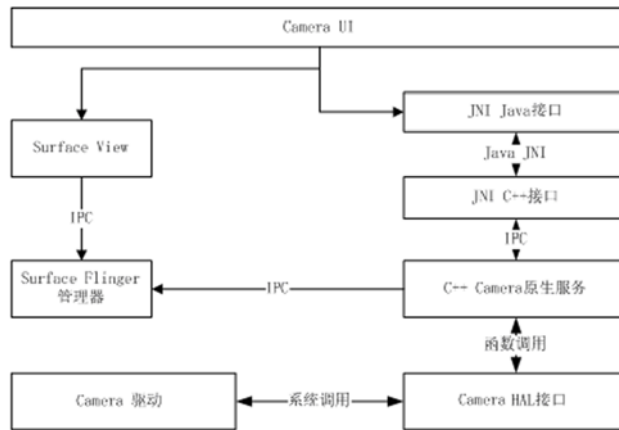 Camera UI
JNI Java接口
Surface View
Java JNI
JNI C++接口
IPC
IPC
Surface Flinger
管理器
IPC
C++ Camera原生服务
函数调用
Camera 驱动
系统调用
Camera HAL接口